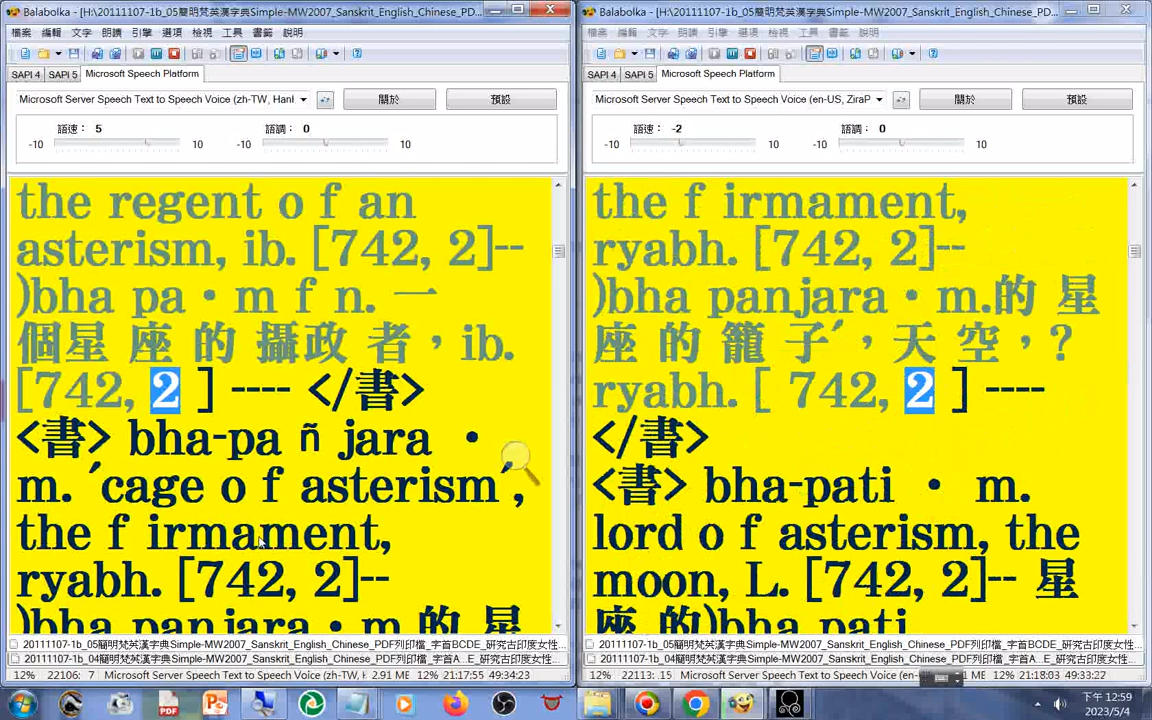 Balabolka - [H:\20111107-1b_05簡明梵英漢字典Simple-MW2007_Sanskrit_English_Chinese_PD...
檔案 編輯 文字 朗讀 引擎 選項 檢視 工具 書籤 說明
SAPI 4 SAPI 5 Microsoft Speech Platform
Microsoft Server Speech Text to Speech Voice (zh-TW, HanI
關於 預設
語速： 5 語調： 0
-10 10 -10 10
the regent o f an
asterism, ib. [742, 2]--
)bha pa • m f n. 一
個星 座 的 攝政 者，ib.
[742, 2 ] ---- </書>
<書> bha-pa ñ jara •
m. ˊcage o f asterismˊ,
the f irmament,
ryabh. [742, 2]--
)bha panjara • m.的 星
20111107-1b_05簡明梵英漢字典Simple-MW2007_Sanskrit_English_Chinese_PDF列印檔_字首BCDE_研究古印度女性...
20111107-1b_04簡明梵英漢字典Simple-MW2007_Sanskrit_English_Chinese_PDF列印檔_字首A...E_研究古印度女性...
12% 22106: 7 Microsoft Server Speech Text to Speech Voice (zh-TW, H 2.91 ME 12% 21:17:55 49:34:23
Balabolka - [H:\20111107-1b_05簡明梵英漢字典Simple-MW2007_Sanskrit_English_Chinese_PD...
檔案 編輯 文字 朗讀 引擎 選項 檢視 工具 書籤 說明
SAPI 4 SAPI 5 Microsoft Speech Platform
Microsoft Server Speech Text to Speech Voice (en-US, ZiraP
關於 預設
語速： -2 語調： 0
-10 10 -10 10
the f irmament,
ryabh. [742, 2]--
)bha panjara • m.的 星
座 的 籠 子ˊ，天 空，?
ryabh. [ 742, 2 ] ----
</書>
<書> bha-pati • m.
lord o f asterism, the
moon, L. [742, 2]-- 星
座 的)bha pati
20111107-1b_05簡明梵英漢字典Simple-MW2007_Sanskrit_English_Chinese_PDF列印檔_字首BCDE_研究古印度女性...
20111107-1b_04簡明梵英漢字典Simple-MW2007_Sanskrit_English_Chinese_PDF列印檔_字首A...E_研究古印度女性...
12% 22113: 15 Microsoft Server Speech Text to Speech Voice (en-US ME 12% 21:18:03 49:33:22
PDF
下午 12:59
2023/5/4